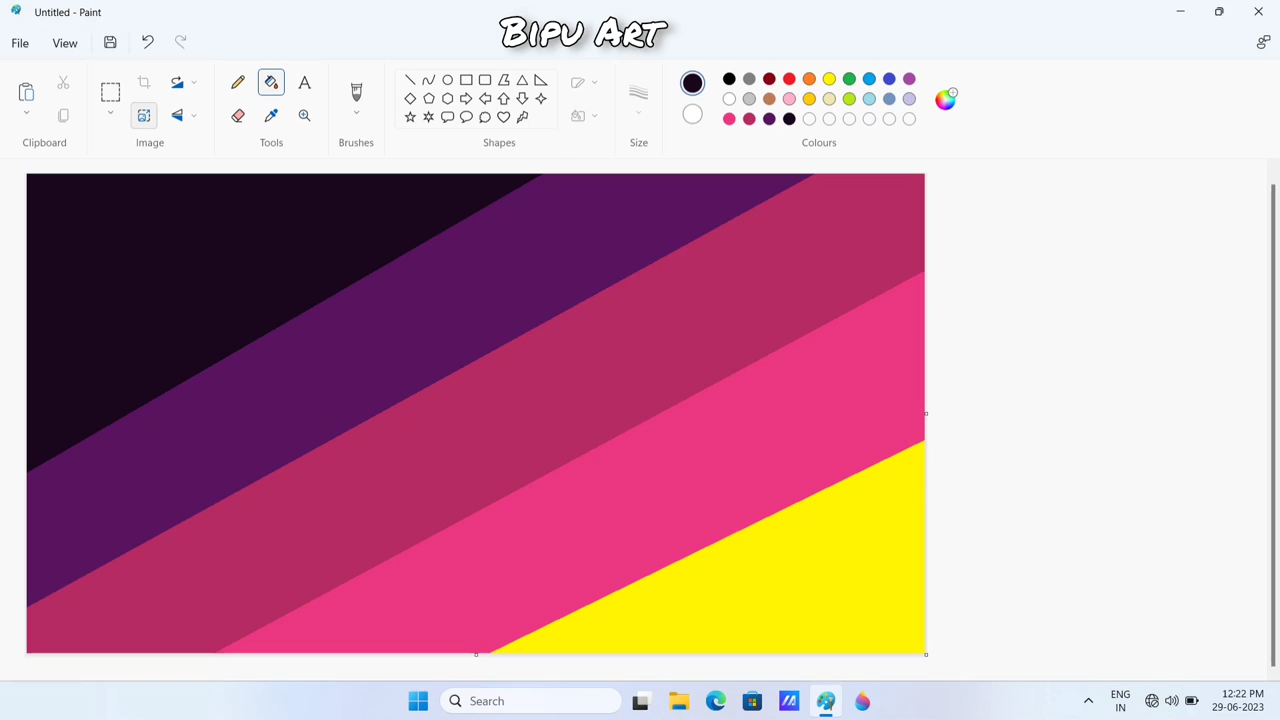 Untitled - Paint
Bipu Art
File
View
Clipboard
Image
Tools
Brushes
Shapes
Size
Colours
Search
ENG
IN
12:22 PM
29-06-2023